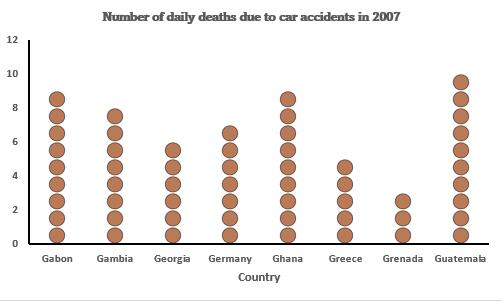 Number of daily deaths due to car accidents in 2007
12
10
8
6
4
2
0
Gabon Gambia Georgia Germany Ghana Greece Grenada Guatemala
Country